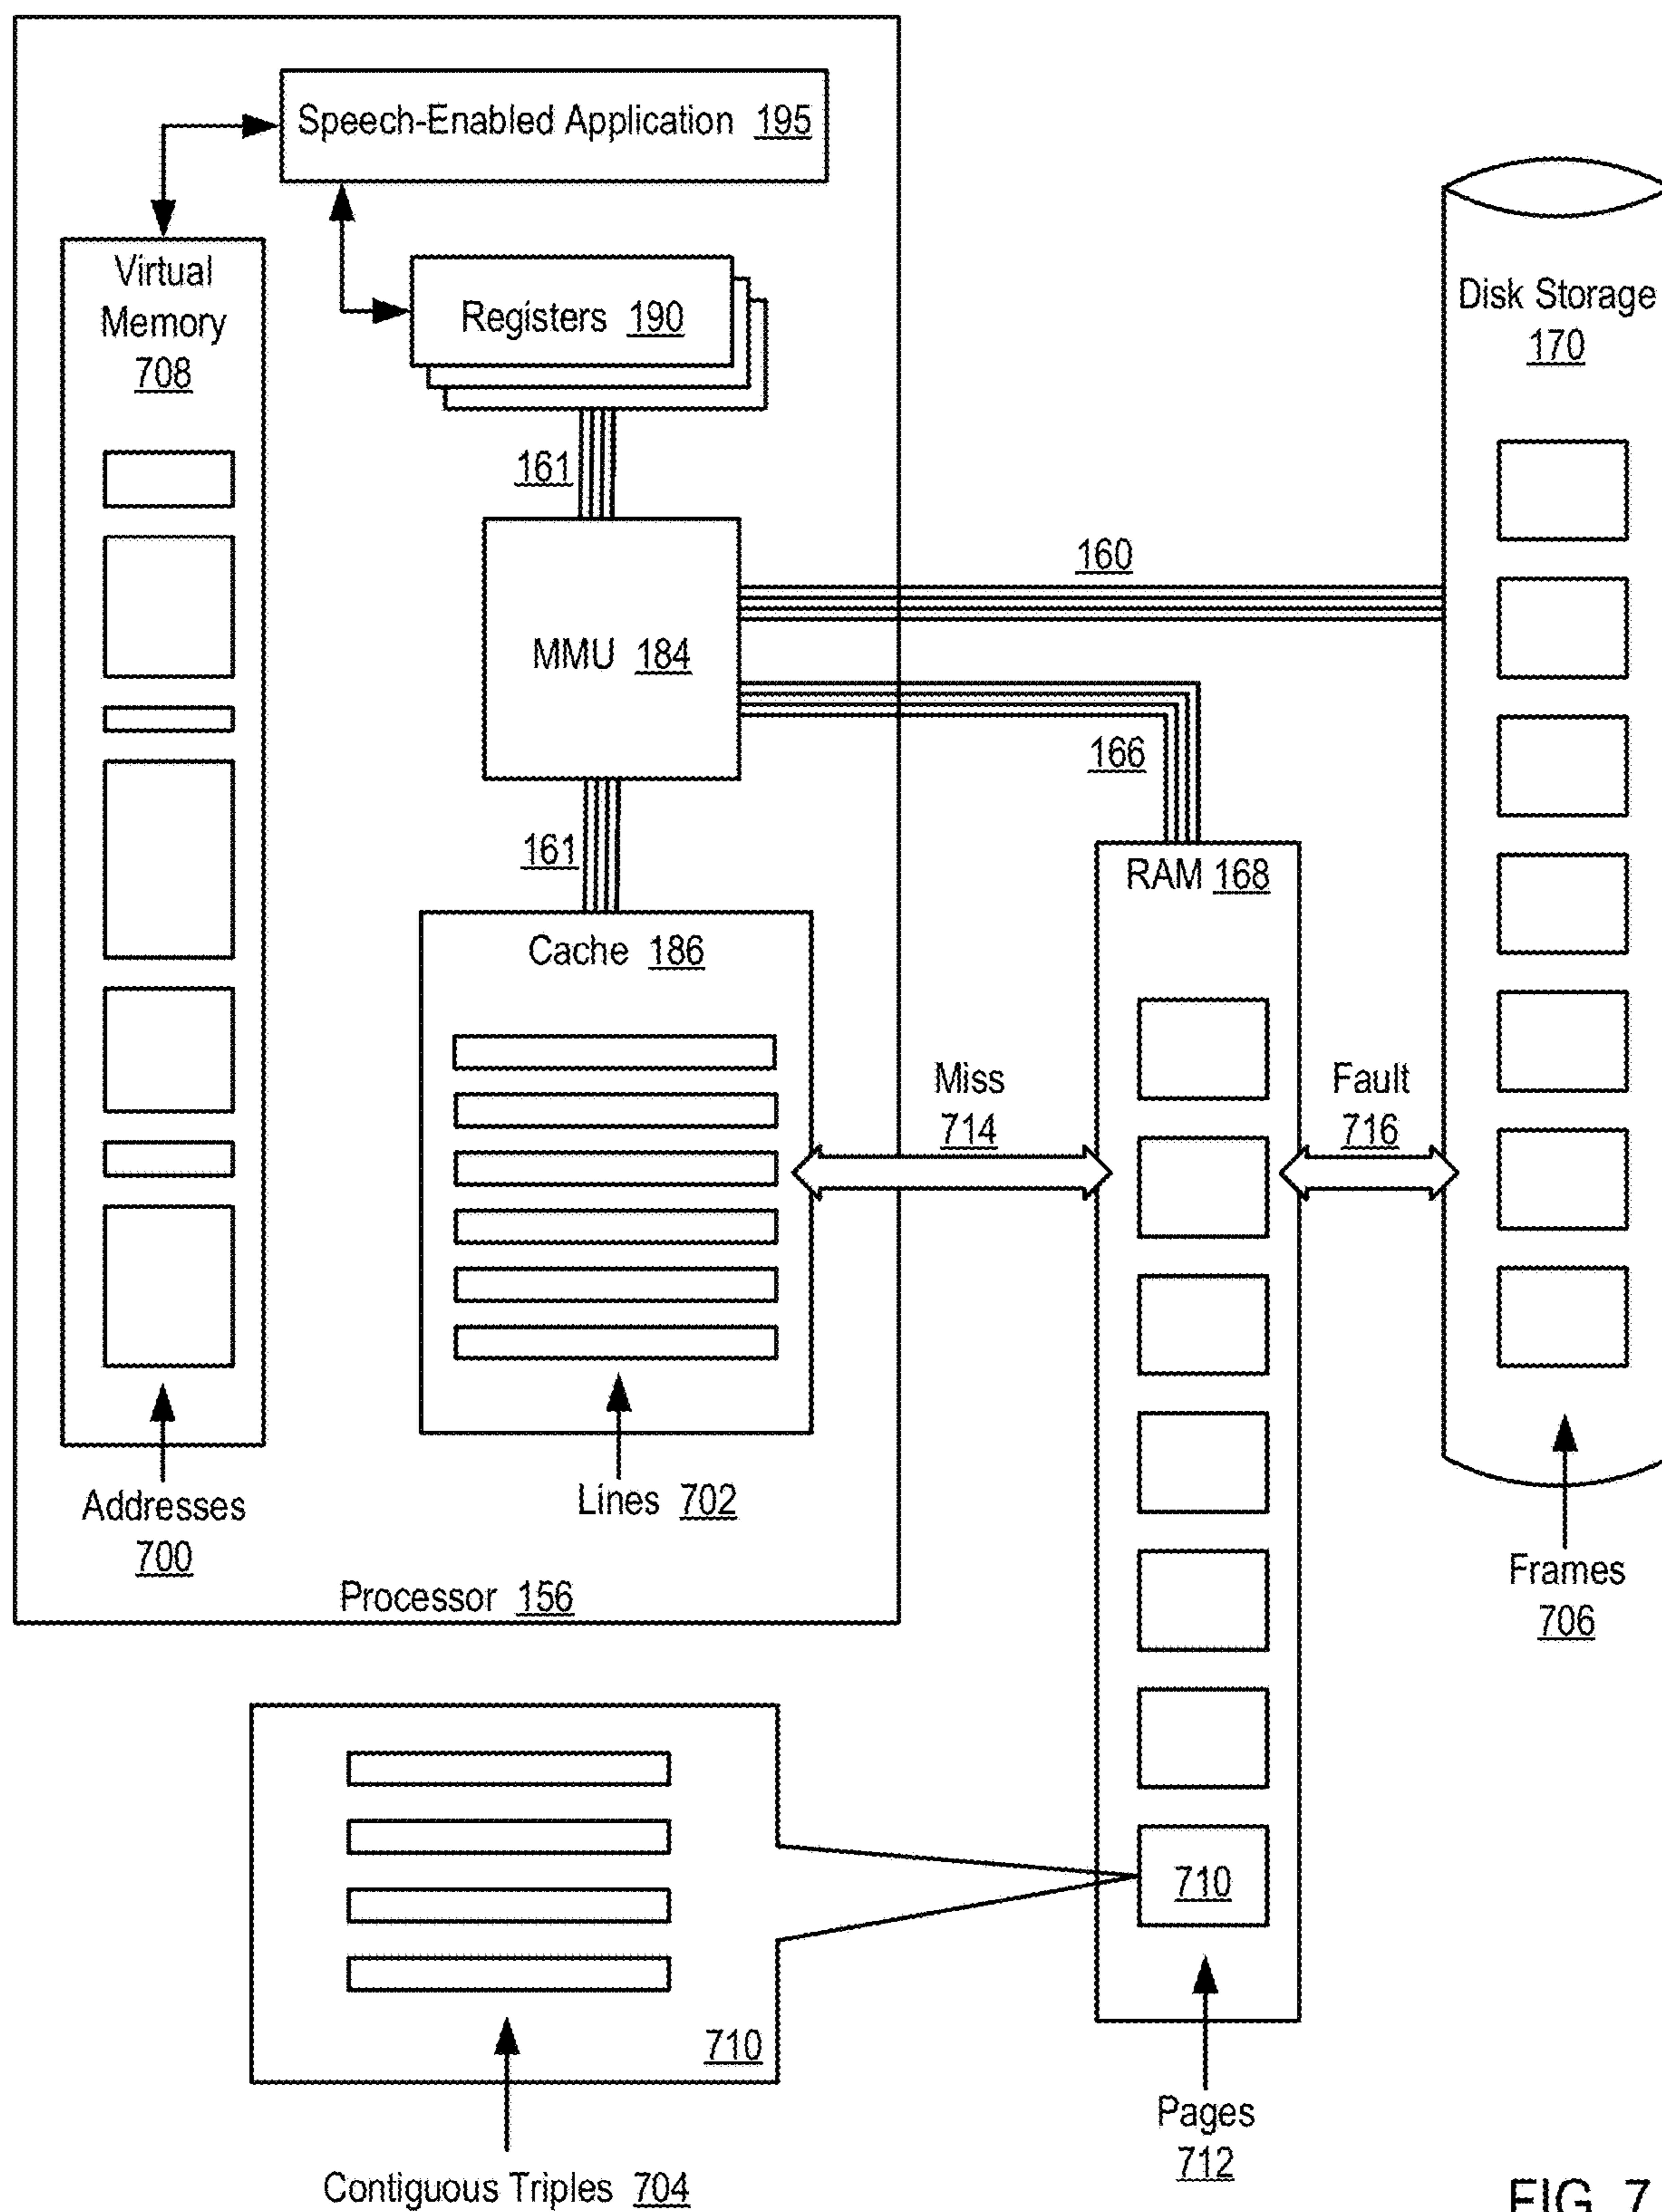 Speech-Enabled Application 195
Virtual
Memory
708
Registers 190
Disk Storage
170
161
160
MMU 184
166
161
RAM 168
Cache 186
Miss
714
Fault
716
Lines 702
Addresses
700
Processor 156
Frames
706
710
710
Pages
712
Contiguous Triples 704
FIG. 7